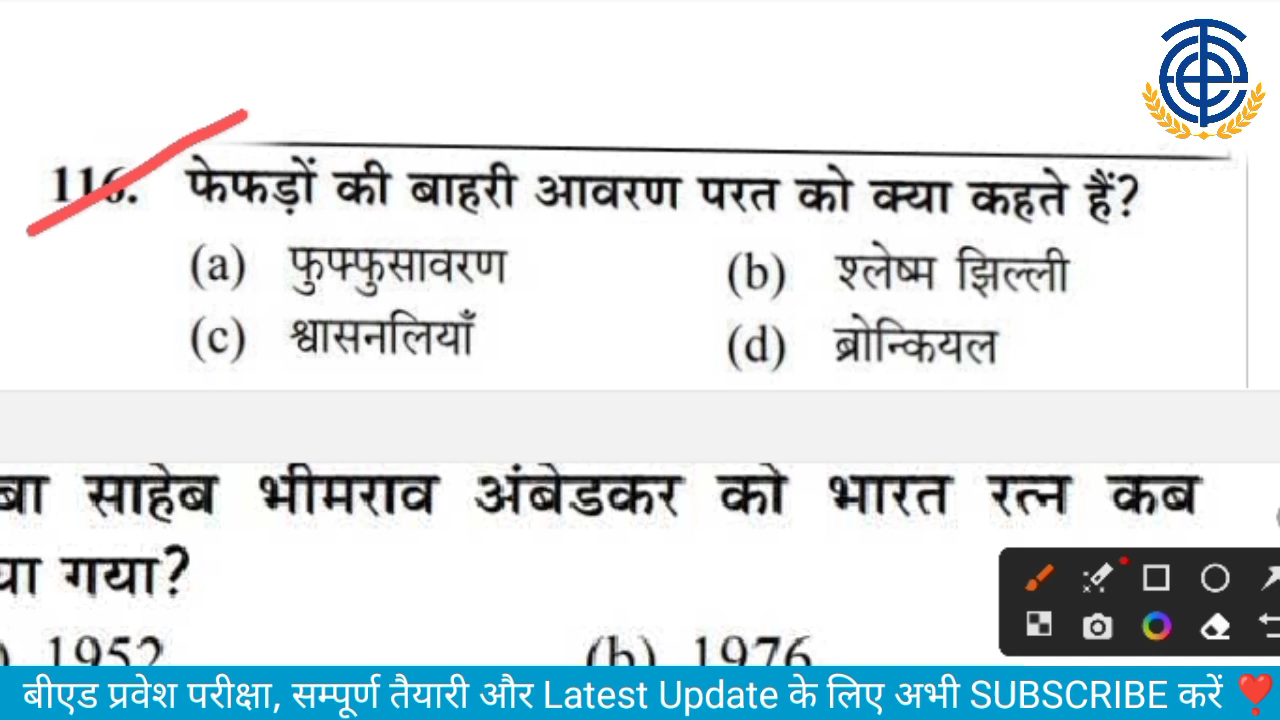 116. फेफड़ों की बाहरी आवरण परत को क्या कहते हैं?
(a) फुफ्फुसावरण (b) श्लेष्म झिल्ली
(c) श्वासनलियाँ (d) ब्रोन्कियल
साहेब भीमराव अंबेडकर को भारत रत्न कब
गया?
1952 (b) 1976
बीएड प्रवेश परीक्षा, सम्पूर्ण तैयारी और Latest Update के लिए अभी SUBSCRIBE करें